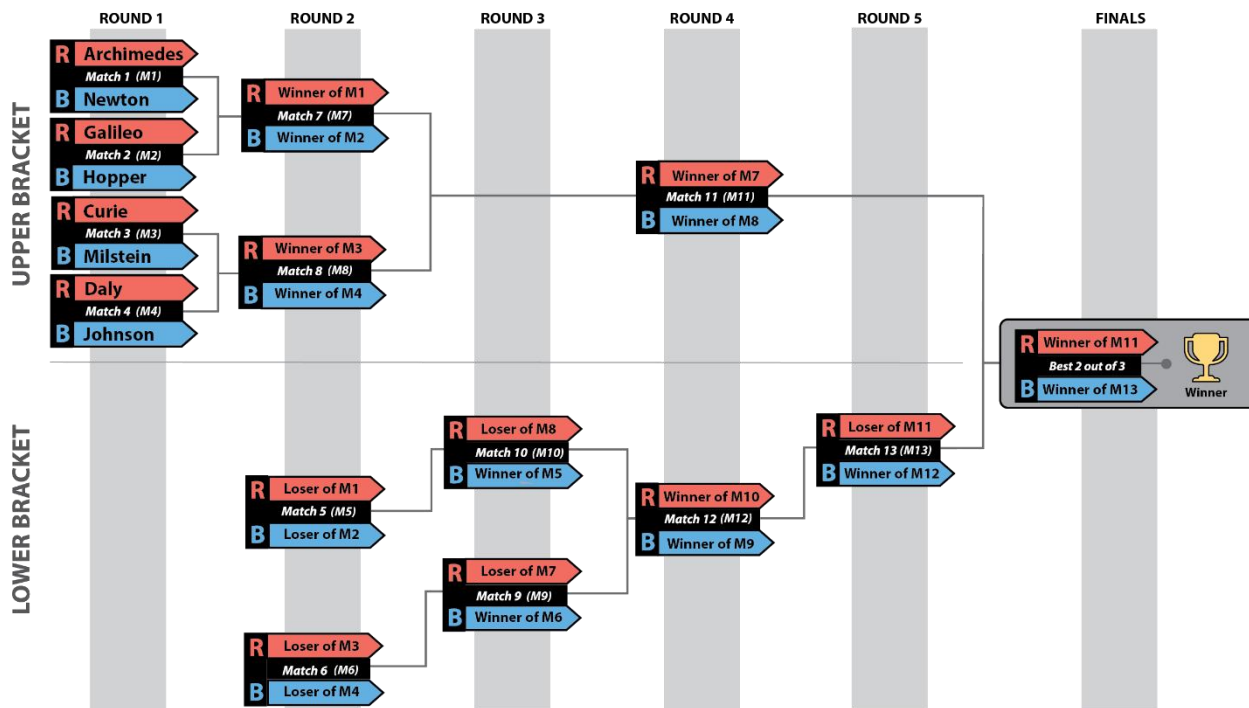 ROUND 1
ROUND 2
ROUND 3
ROUND 4
ROUND 5
FINALS
UPPER BRACKET
R Archimedes
Match 1 (M1)
B Newton
R Galileo
Match 2 (M2)
B Hopper
R Curie
Match 3 (M3)
B Milstein
R Daly
Match 4 (M4)
B Johnson
R Winner of M1
Match 7 (M7)
B Winner of M2
R Winner of M3
Match 8 (M8)
B Winner of M4
R Winner of M7
Match 11 (M11)
B Winner of M8
R Winner of M11
Best 2 out of 3
B Winner of M13
Winner
LOWER BRACKET
R Loser of M1
Match 5 (M5)
B Loser of M2
R Loser of M3
Match 6 (M6)
B Loser of M4
R Loser of M8
Match 10 (M10)
B Winner of M5
R Loser of M7
Match 9 (M9)
B Winner of M6
R Winner of M10
Match 12 (M12)
B Winner of M9
R Loser of M11
Match 13 (M13)
B Winner of M12